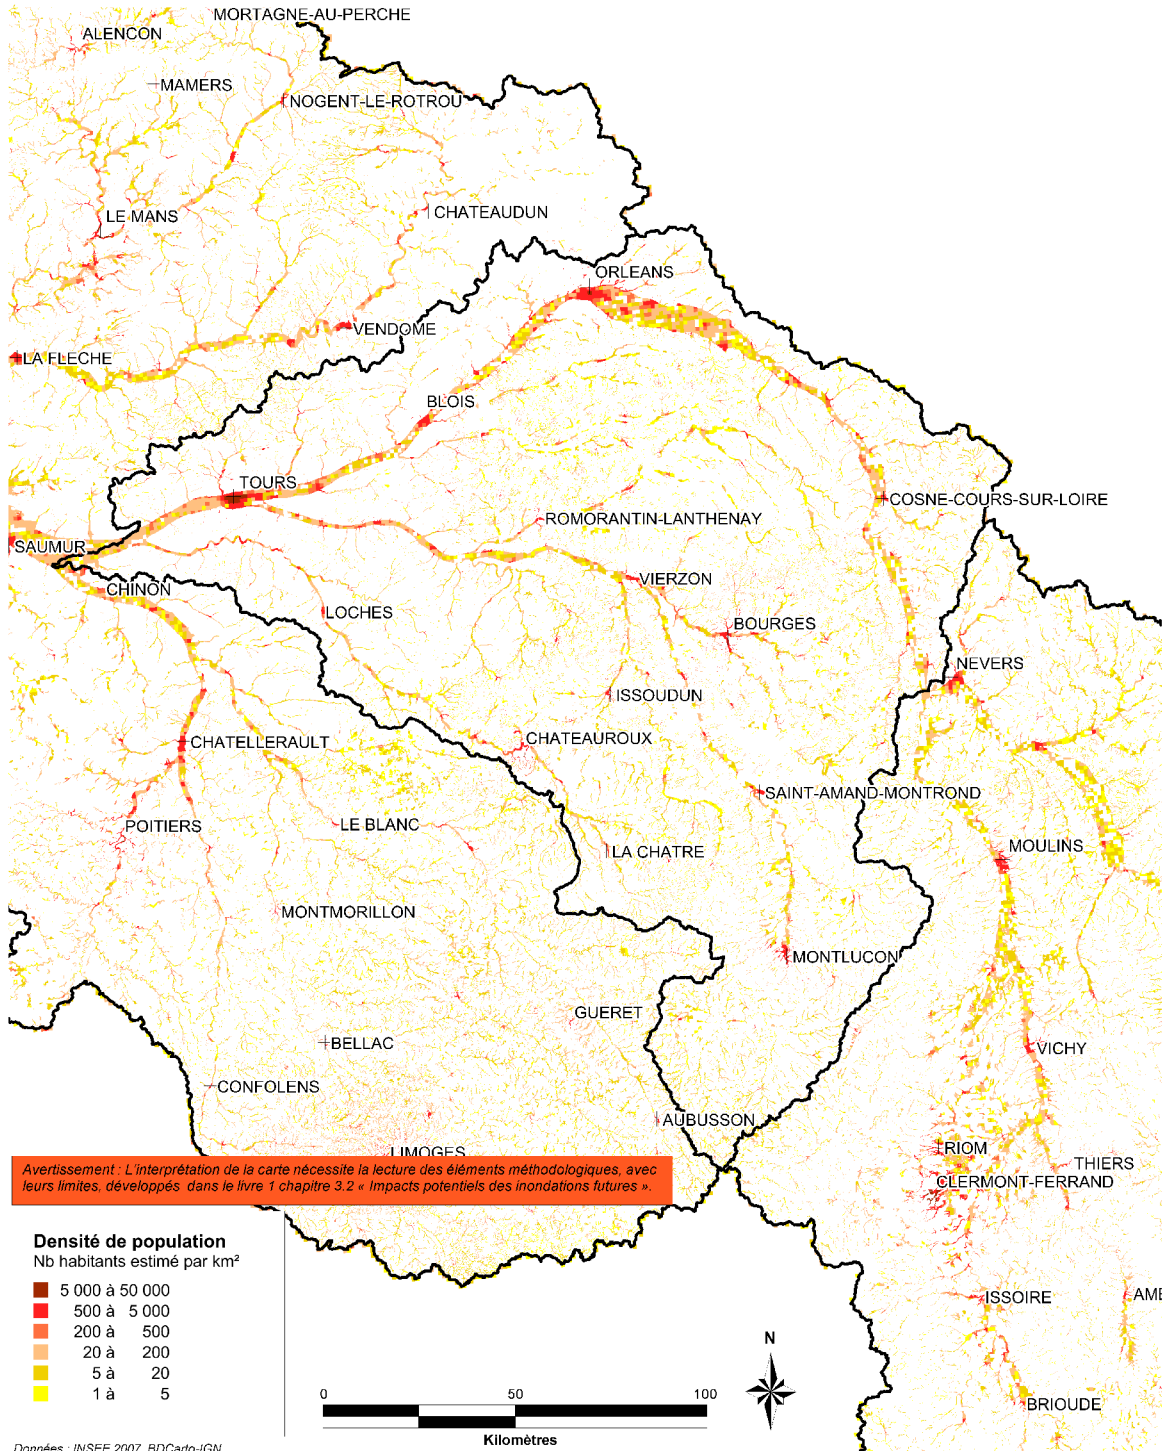 MORTAGNE-AU-PERCHE
ALENCON
MAMERS
NOGENT-LE-ROTROU
LE MANS
CHATEAUDUN
ORLEANS
VENDOME
LA FLECHE
BLOIS
TOURS
COSNE-COURS-SUR-LOIRE
ROMORANTIN-LANTHENAY
SAUMUR
VIERZON
CHINON
LOCHES
BOURGES
NEVERS
ISSOUDUN
CHATEAUROUX
CHATELLERAULT
SAINT-AMAND-MONTROND
POITIERS
LE BLANC
MOULINS
LA CHATRE
MONTMORILLON
MONTLUCON
GUERET
BELLAC
VICHY
CONFOLENS
AUBUSSON
LIMOGES
RIOM
THIERS
CLERMONT-FERRAND
Avertissement : L'interprétation de la carte nécessite la lecture des éléments méthodologiques, avec
leurs limites, développés dans le livre 1 chapitre 3.2 « Impacts potentiels des inondations futures ».
Densité de population
Nb habitants estimé par km²
5 000 à 50 000
500 à 5 000
200 à 500
20 à 200
5 à 20
1 à 5
ISSOIRE
AMB
N
0 50 100
Kilomètres
BRIOUDE
Données : INSEE 2007, BDCarto-IGN